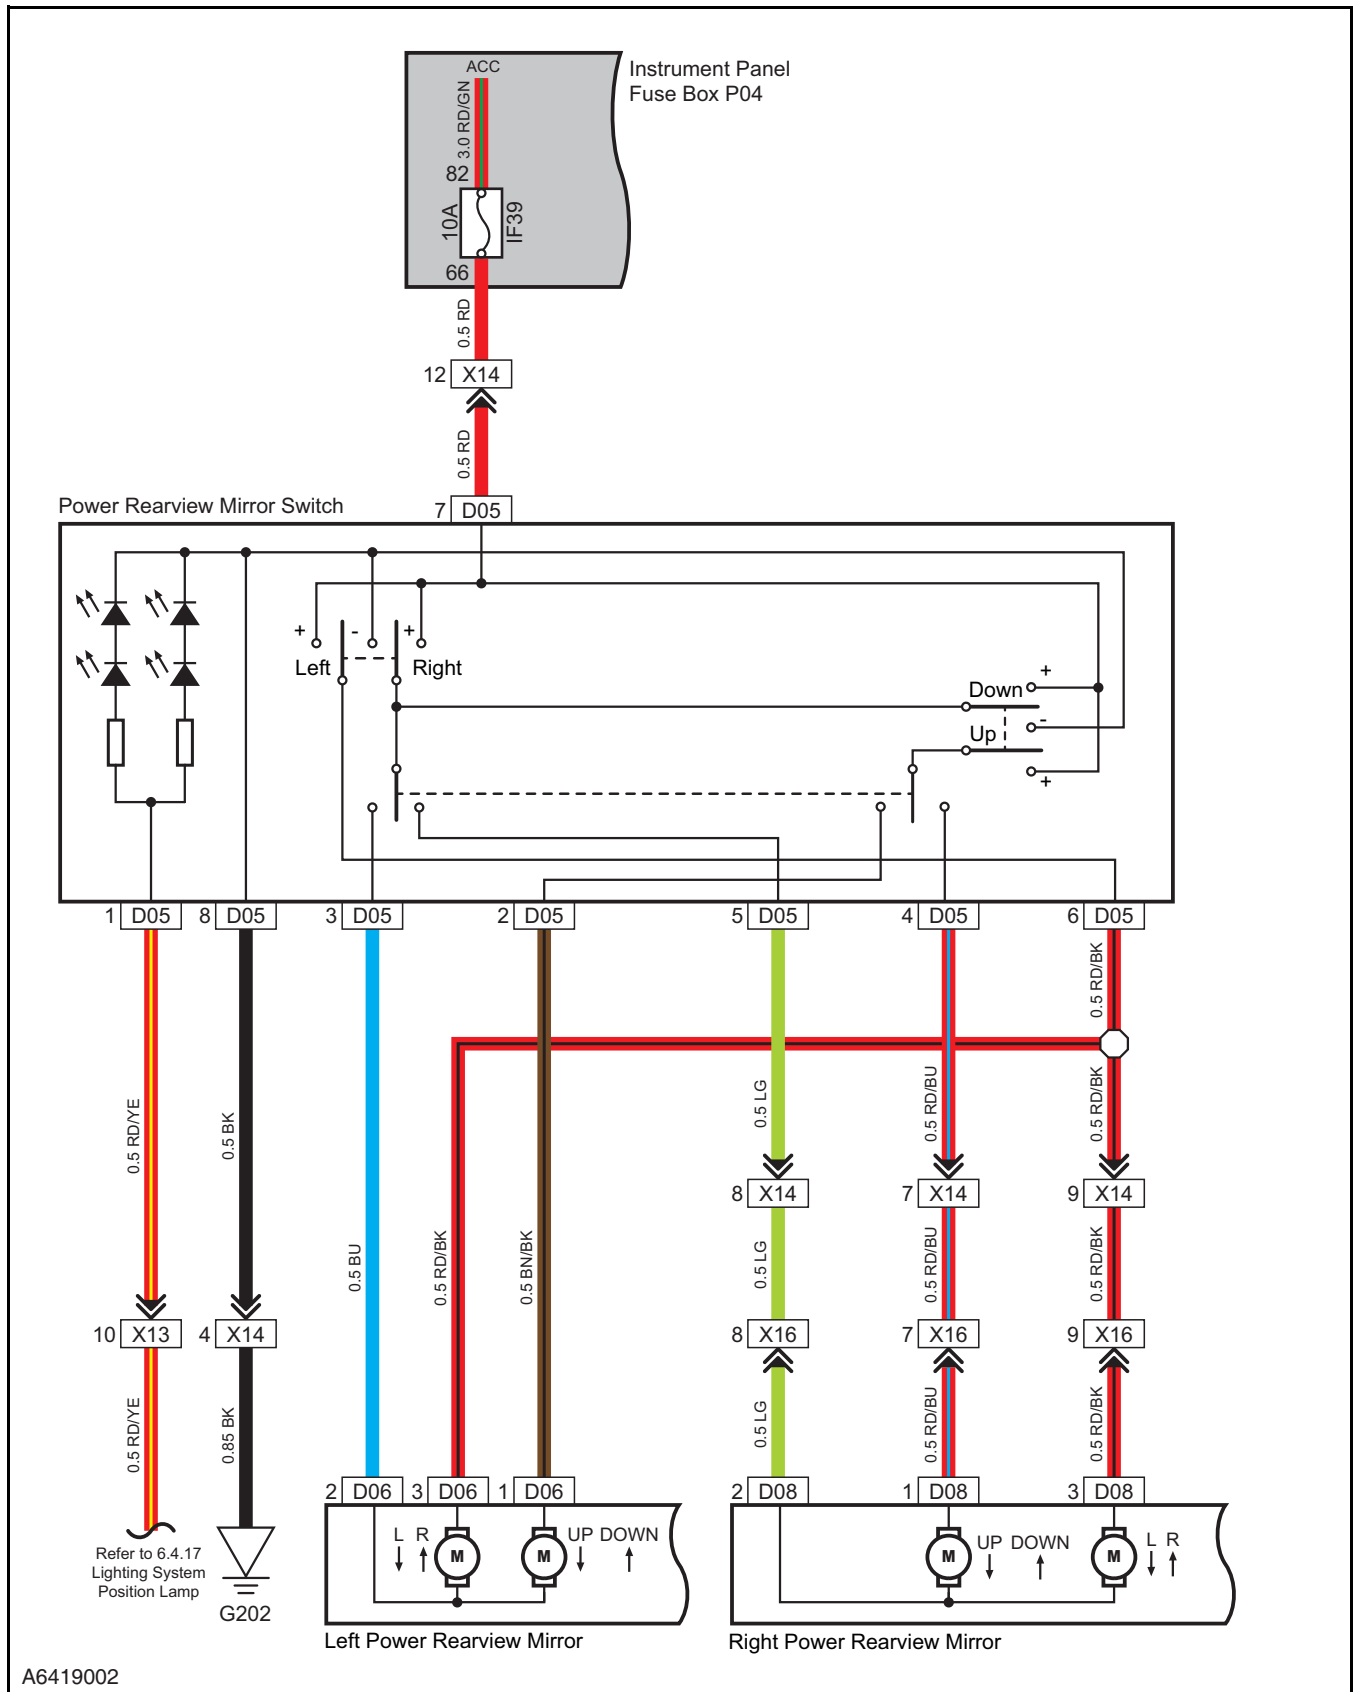 ACC
Instrument Panel
Fuse Box P04
3.0 RD/GN
82
10A
IF39
66
0.5 RD
12 X14
0.5 RD
Power Rearview Mirror Switch
7 D05
+ - +
Left Right
+
Down
-
Up
+
1 D05 8 D05 3 D05 2 D05 5 D05 4 D05 6 D05
0.5 RD/BK
0.5 RD/YE 0.5 BK 0.5 LG 0.5 RD/BU 0.5 RD/BK
8 X14 7 X14 9 X14
0.5 BU 0.5 RD/BK 0.5 BN/BK 0.5 LG 0.5 RD/BU 0.5 RD/BK
10 X13 4 X14 8 X16 7 X16 9 X16
0.5 RD/YE 0.85 BK 0.5 LG 0.5 RD/BU 0.5 RD/BK
2 D06 3 D06 1 D06 2 D08 1 D08 3 D08
L R M M UP DOWN M UP DOWN M L R
Refer to 6.4.17
Lighting System
Position Lamp
G202
Left Power Rearview Mirror
Right Power Rearview Mirror
A6419002